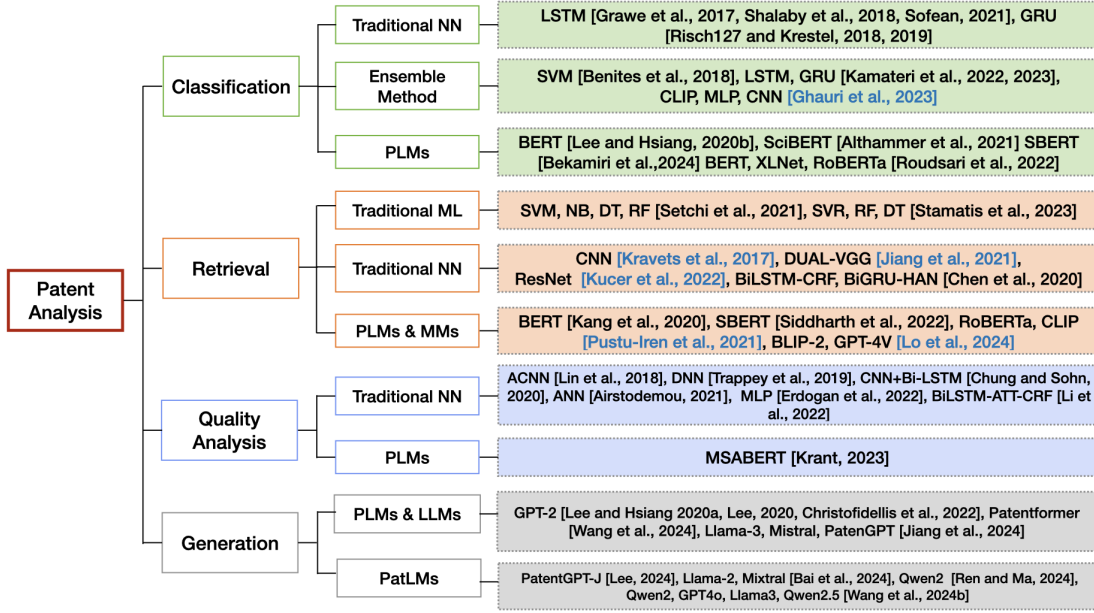 Patent
Analysis
Classification
Traditional NN
LSTM [Grawe et al., 2017, Shalaby et al., 2018, Sofean, 2021], GRU
[Risch127 and Krestel, 2018, 2019]
Ensemble
Method
SVM [Benites et al., 2018], LSTM, GRU [Kamateri et al., 2022, 2023],
CLIP, MLP, CNN [Ghauri et al., 2023]
PLMs
BERT [Lee and Hsiang, 2020b], SciBERT [Althammer et al., 2021] SBERT
[Bekamiri et al.,2024] BERT, XLNet, RoBERTa [Roudsari et al., 2022]
Retrieval
Traditional ML
SVM, NB, DT, RF [Setchi et al., 2021], SVR, RF, DT [Stamatis et al., 2023]
Traditional NN
CNN [Kravets et al., 2017], DUAL-VGG [Jiang et al., 2021],
ResNet [Kucer et al., 2022], BiLSTM-CRF, BiGRU-HAN [Chen et al., 2020]
PLMs & MMs
BERT [Kang et al., 2020], SBERT [Siddharth et al., 2022], RoBERTa, CLIP
[Pustu-Iren et al., 2021], BLIP-2, GPT-4V [Lo et al., 2024]
Quality
Analysis
Traditional NN
ACNN [Lin et al., 2018], DNN [Trappey et al., 2019], CNN+Bi-LSTM [Chung and Sohn,
2020], ANN [Airstodemou, 2021], MLP [Erdogan et al., 2022], BiLSTM-ATT-CRF [Li et
al., 2022]
PLMs
MSABERT [Krant, 2023]
Generation
PLMs & LLMs
GPT-2 [Lee and Hsiang 2020a, Lee, 2020, Christofidellis et al., 2022], Patentformer
[Wang et al., 2024], Llama-3, Mistral, PatenGPT [Jiang et al., 2024]
PatLMs
PatentGPT-J [Lee, 2024], Llama-2, Mixtral [Bai et al., 2024], Qwen2 [Ren and Ma, 2024],
Qwen2, GPT4o, Llama3, Qwen2.5 [Wang et al., 2024b]